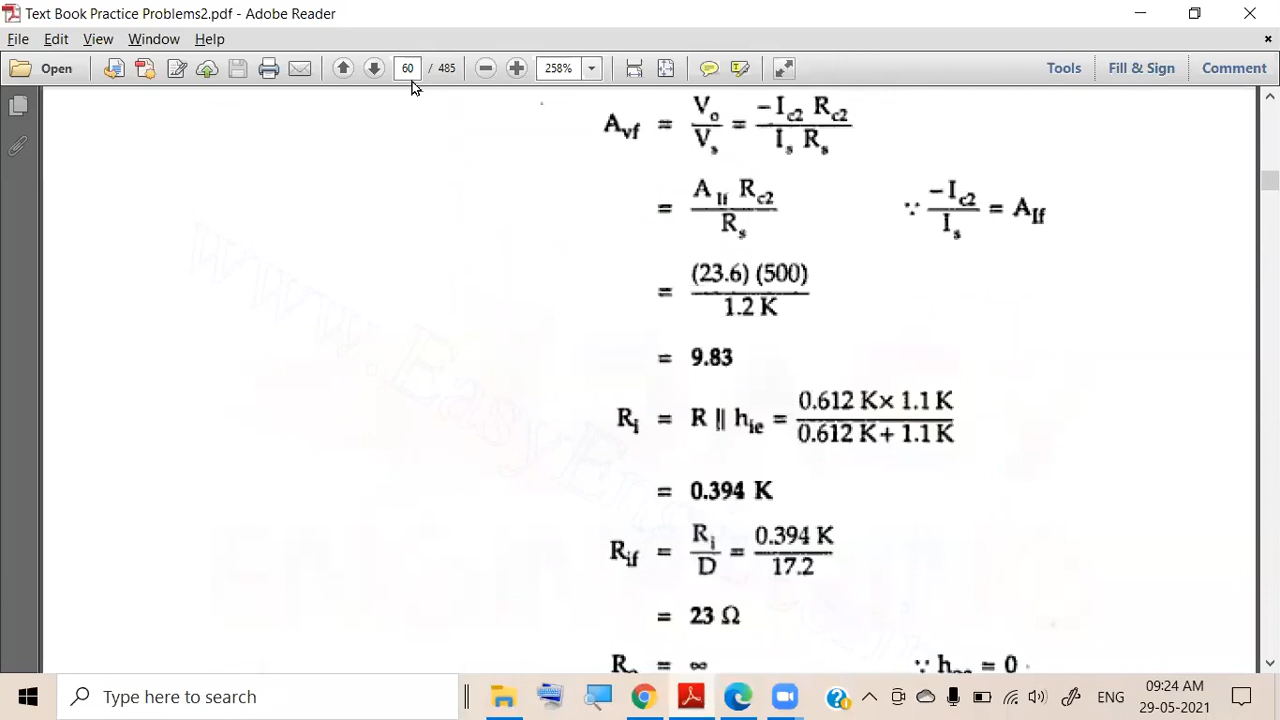 Text Book Practice Problems2.pdf - Adobe Reader
File Edit View Window Help
Open 60 / 485 258% Tools Fill & Sign Comment
A_vf = V_o / V_s = -I_c2 R_c2 / I_s R_s
= A_If R_c2 / R_s ∵ -I_c2 / I_s = A_If
= (23.6) (500) / 1.2 K
= 9.83
R_i = R || h_ie = 0.612 K× 1.1 K / 0.612 K+ 1.1 K
= 0.394 K
R_if = R_i / D = 0.394 K / 17.2
= 23 Ω
= ∞ = 0
Type here to search
ENG
09:24 AM
29-05-2021